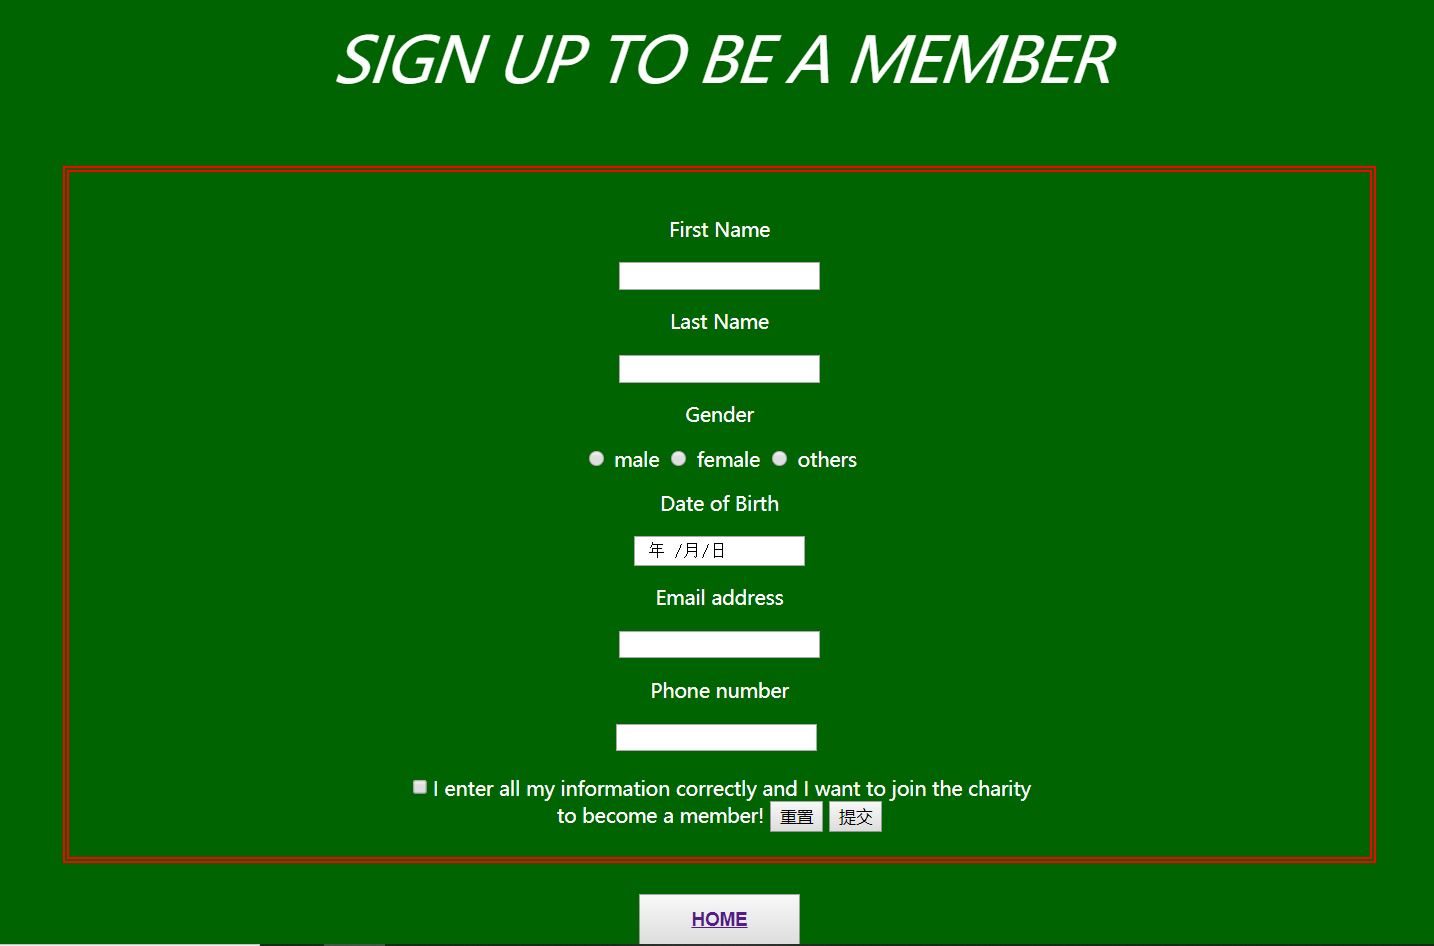 SIGN UP TO BE A MEMBER
First Name
Last Name
Gender
male female others
Date of Birth
年 /月/日
Email address
Phone number
I enter all my information correctly and I want to join the charity
to become a member! 重置 提交
HOME